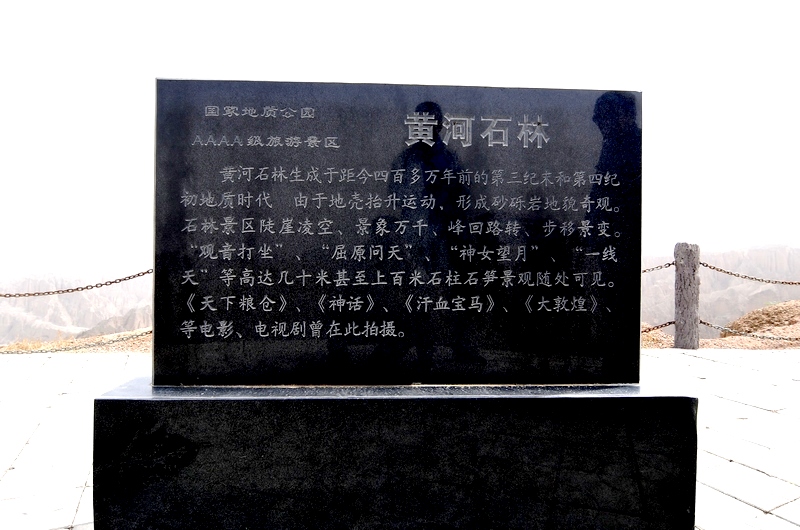 国家地质公园
AAAA级旅游景区
黄河石林
黄河石林生成于距今四百多万年前的第三纪末和第四纪
初地质时代　由于地壳抬升运动、形成砂砾岩地貌奇观。
石林景区陡崖凌空、景象万千、峰回路转、步移景变。
“观音打坐”、“屈原问天”、“神女望月”、“一线
天”等高达几十米甚至上百米石柱石笋景观随处可见。
《天下粮仓》、《神话》、《汗血宝马》、《大敦煌》、
等电影、电视剧曾在此拍摄。